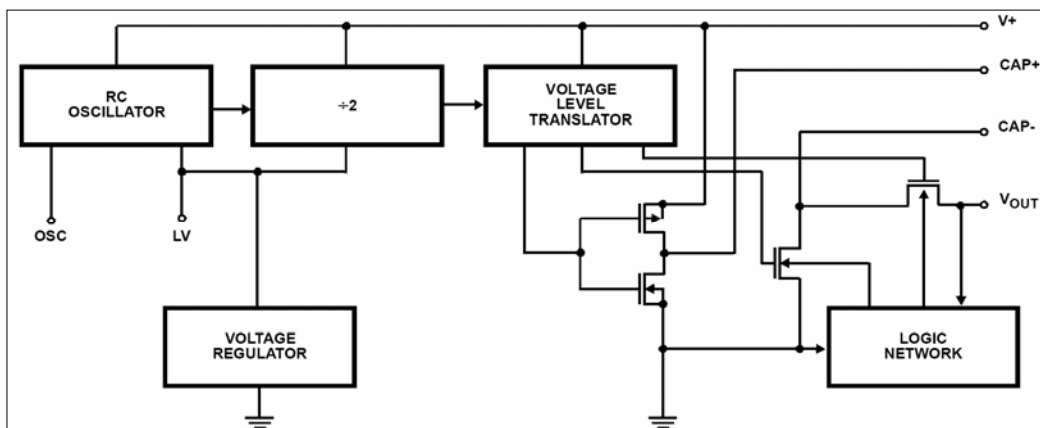 V+
CAP+
RC
OSCILLATOR
÷2
VOLTAGE
LEVEL
TRANSLATOR
CAP-
VOUT
OSC
LV
VOLTAGE
REGULATOR
LOGIC
NETWORK